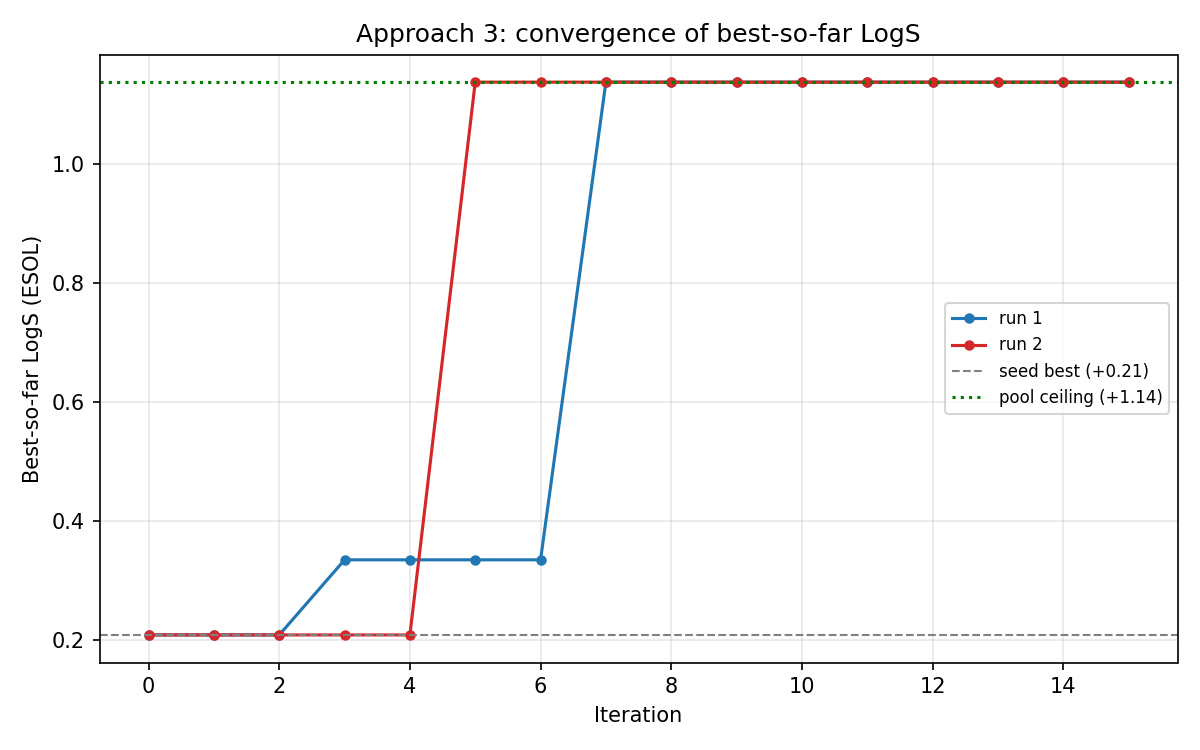 Approach 3: convergence of best-so-far LogS
Best-so-far LogS (ESOL)
1.0
0.8
0.6
0.4
0.2
run 1
run 2
seed best (+0.21)
pool ceiling (+1.14)
0 2 4 6 8 10 12 14
Iteration